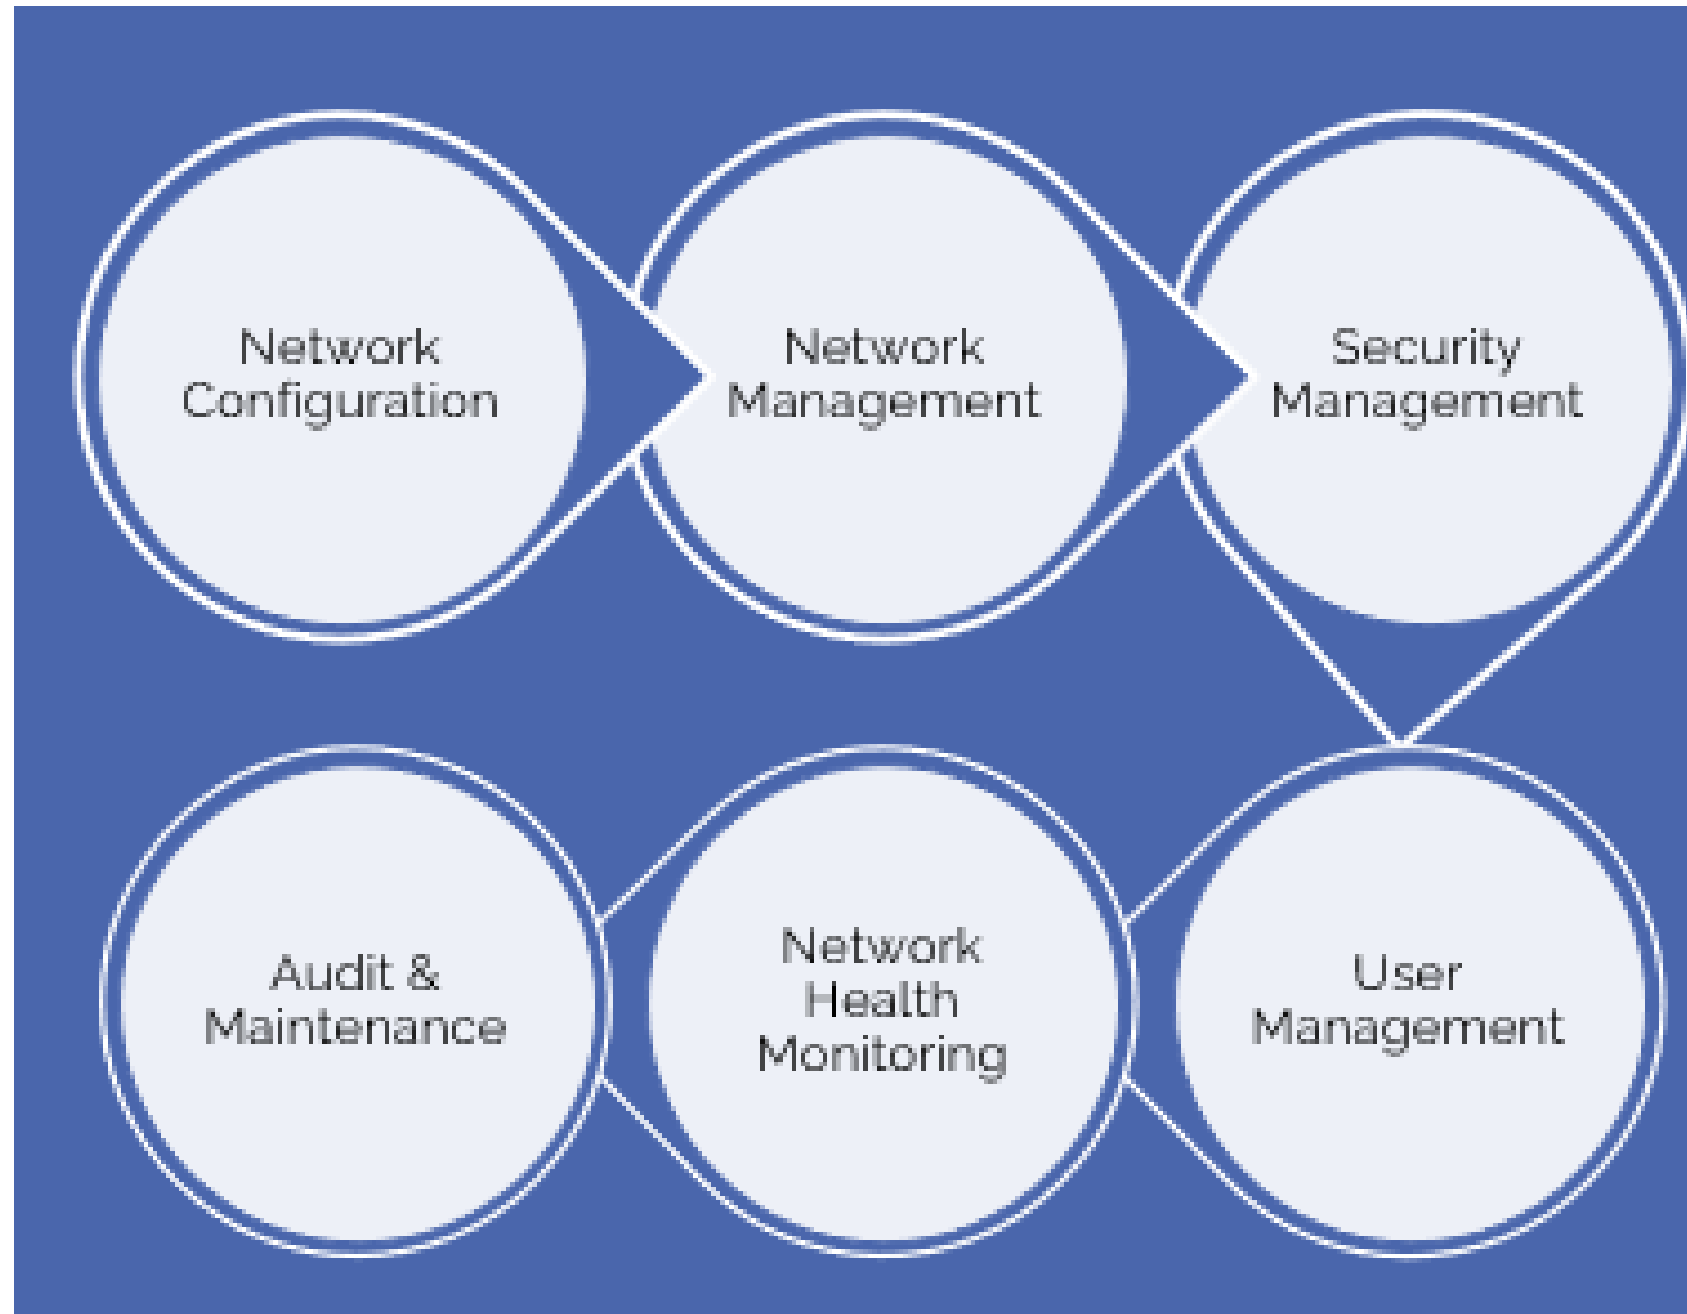 Network
Configuration
Network
Management
Security
Management
Audit &
Maintenance
Network
Health
Monitoring
User
Management